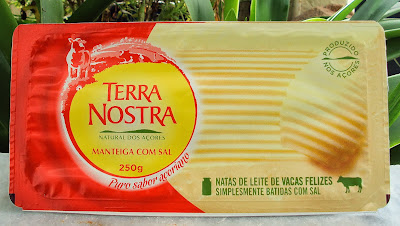 TERRA
NOSTRA
NATURAL DOS AÇORES
MANTEIGA COM SAL
250g
Puro sabor açoriano
PRODUZIDO
NOS AÇORES
NATAS DE LEITE DE VACAS FELIZES
SIMPLESMENTE BATIDAS COM SAL